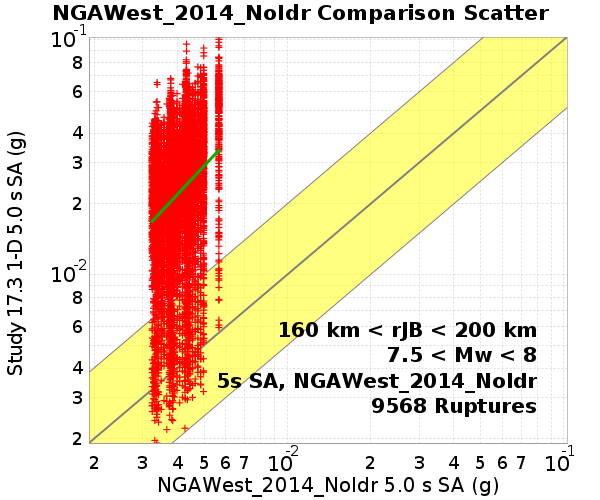 NGAWest_2014_NoIdr Comparison Scatter
10-1
8
6
4
3
2
10-2
8
6
4
3
2
Study 17.3 1-D 5.0 s SA (g)
160 km < rJB < 200 km
7.5 < Mw < 8
5s SA, NGAWest_2014_NoIdr
9568 Ruptures
2 3 4 5 6 7 10-2 2 3 4 5 6 7 10-1
NGAWest_2014_NoIdr 5.0 s SA (g)